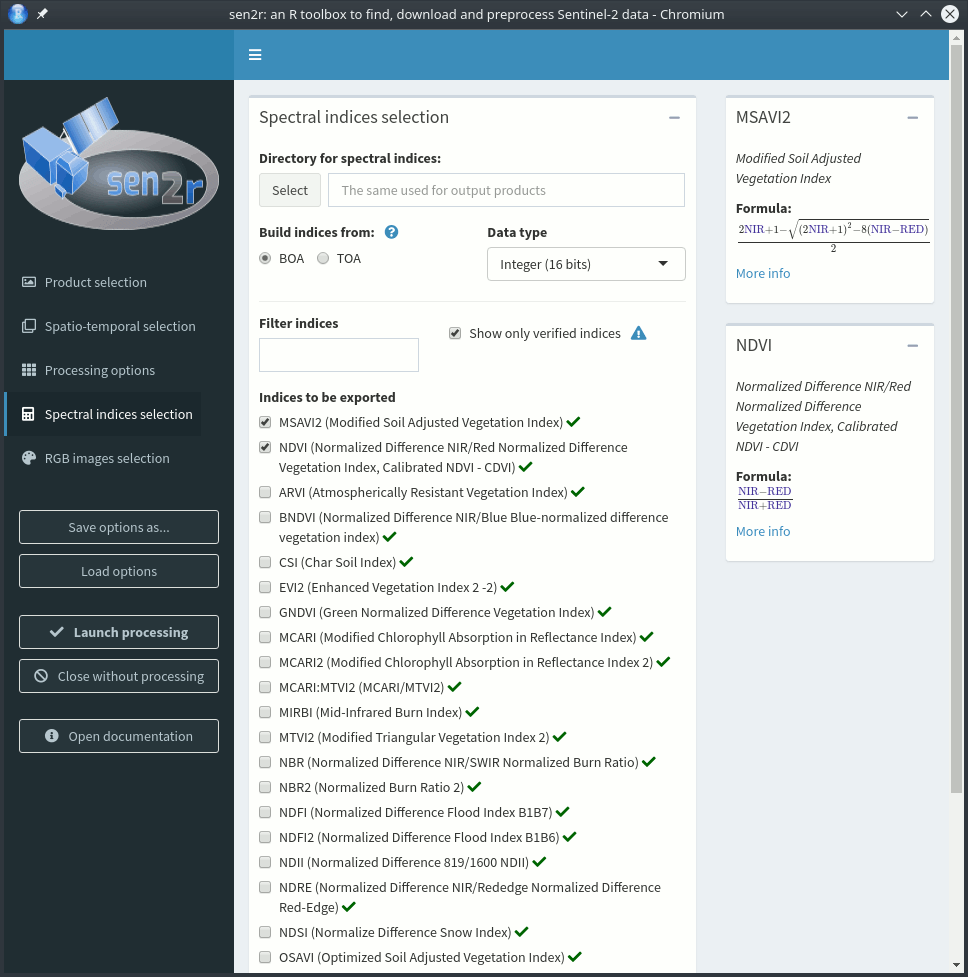 sen2r: an R toolbox to find, download and preprocess Sentinel-2 data - Chromium
sen2r
Product selection
Spatio-temporal selection
Processing options
Spectral indices selection
RGB images selection
Save options as...
Load options
Launch processing
Close without processing
Open documentation
Spectral indices selection
Directory for spectral indices:
Select The same used for output products
Build indices from: Data type
BOA TOA Integer (16 bits)
Filter indices
Show only verified indices
Indices to be exported
MSAVI2 (Modified Soil Adjusted Vegetation Index)
NDVI (Normalized Difference NIR/Red Normalized Difference
Vegetation Index, Calibrated NDVI - CDVI)
ARVI (Atmospherically Resistant Vegetation Index)
BNDVI (Normalized Difference NIR/Blue Blue-normalized difference
vegetation index)
CSI (Char Soil Index)
EVI2 (Enhanced Vegetation Index 2 -2)
GNDVI (Green Normalized Difference Vegetation Index)
MCARI (Modified Chlorophyll Absorption in Reflectance Index)
MCARI2 (Modified Chlorophyll Absorption in Reflectance Index 2)
MCARI:MTVI2 (MCARI/MTVI2)
MIRBI (Mid-Infrared Burn Index)
MTVI2 (Modified Triangular Vegetation Index 2)
NBR (Normalized Difference NIR/SWIR Normalized Burn Ratio)
NBR2 (Normalized Burn Ratio 2)
NDFI (Normalized Difference Flood Index B1B7)
NDFI2 (Normalized Difference Flood Index B1B6)
NDII (Normalized Difference 819/1600 NDII)
NDRE (Normalized Difference NIR/Rededge Normalized Difference
Red-Edge)
NDSI (Normalize Difference Snow Index)
OSAVI (Optimized Soil Adjusted Vegetation Index)
MSAVI2
Modified Soil Adjusted
Vegetation Index
Formula:
2NIR+1−√(2NIR+1)²−8(NIR−RED)
2
More info
NDVI
Normalized Difference NIR/Red
Normalized Difference
Vegetation Index, Calibrated
NDVI - CDVI
Formula:
NIR−RED
NIR+RED
More info